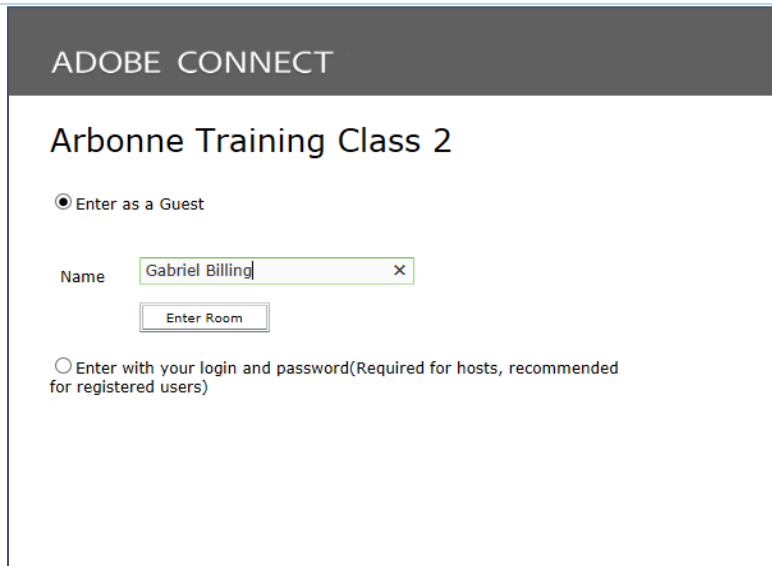 ADOBE CONNECT
Arbonne Training Class 2
Enter as a Guest
Name Gabriel Billing
Enter Room
Enter with your login and password(Required for hosts, recommended
for registered users)